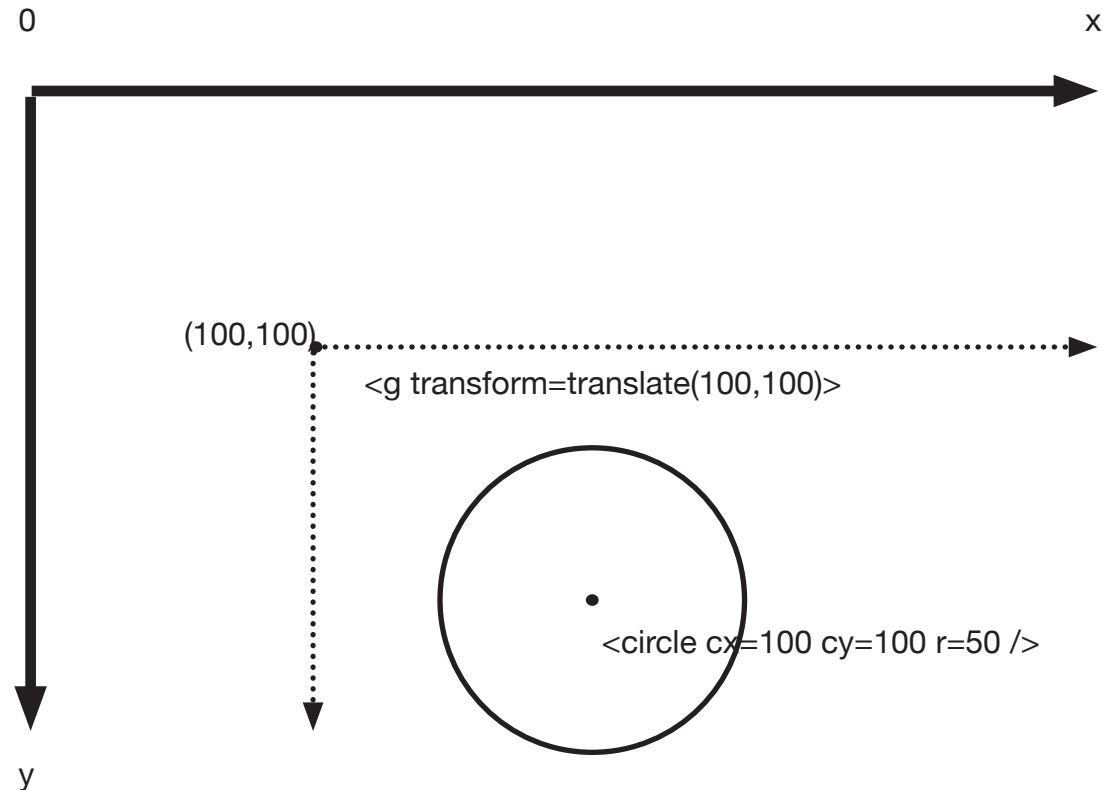 0
x
(100,100)
<g transform=translate(100,100)>
<circle cx=100 cy=100 r=50 />
y